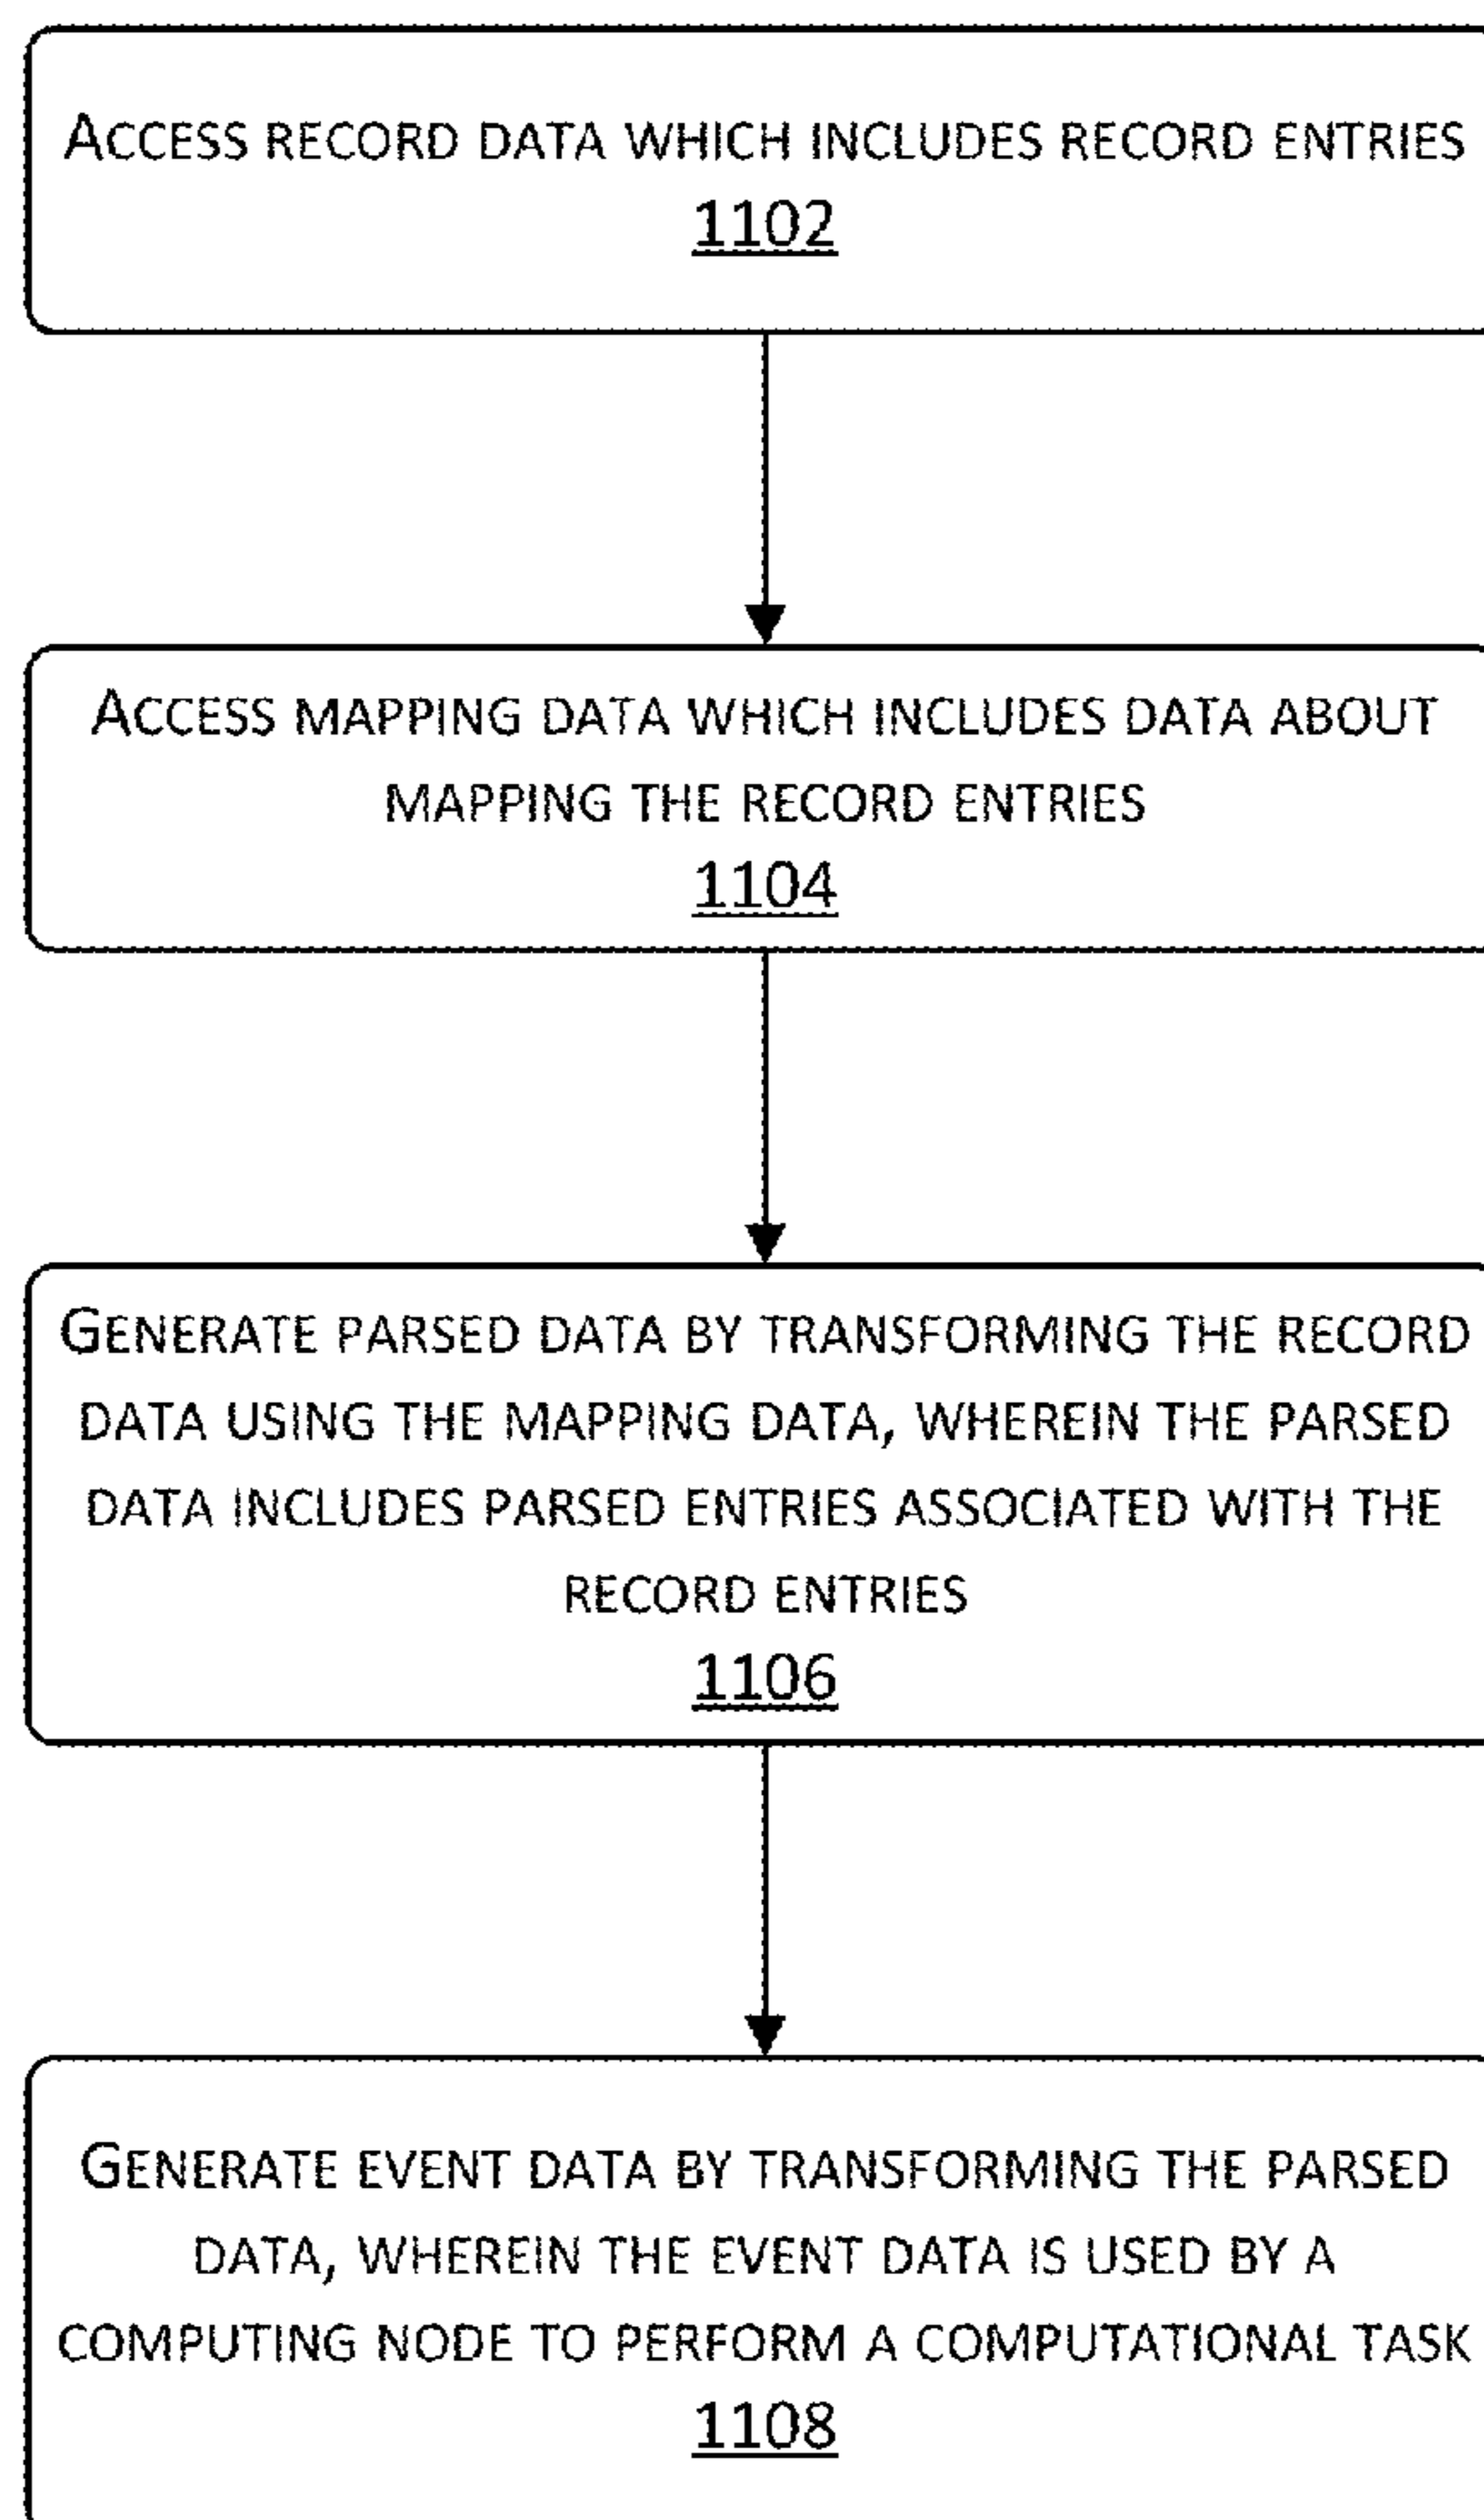 ACCESS RECORD DATA WHICH INCLUDES RECORD ENTRIES
1102
ACCESS MAPPING DATA WHICH INCLUDES DATA ABOUT
MAPPING THE RECORD ENTRIES
1104
GENERATE PARSED DATA BY TRANSFORMING THE RECORD
DATA USING THE MAPPING DATA, WHEREIN THE PARSED
DATA INCLUDES PARSED ENTRIES ASSOCIATED WITH THE
RECORD ENTRIES
1106
GENERATE EVENT DATA BY TRANSFORMING THE PARSED
DATA, WHEREIN THE EVENT DATA IS USED BY A
COMPUTING NODE TO PERFORM A COMPUTATIONAL TASK
1108